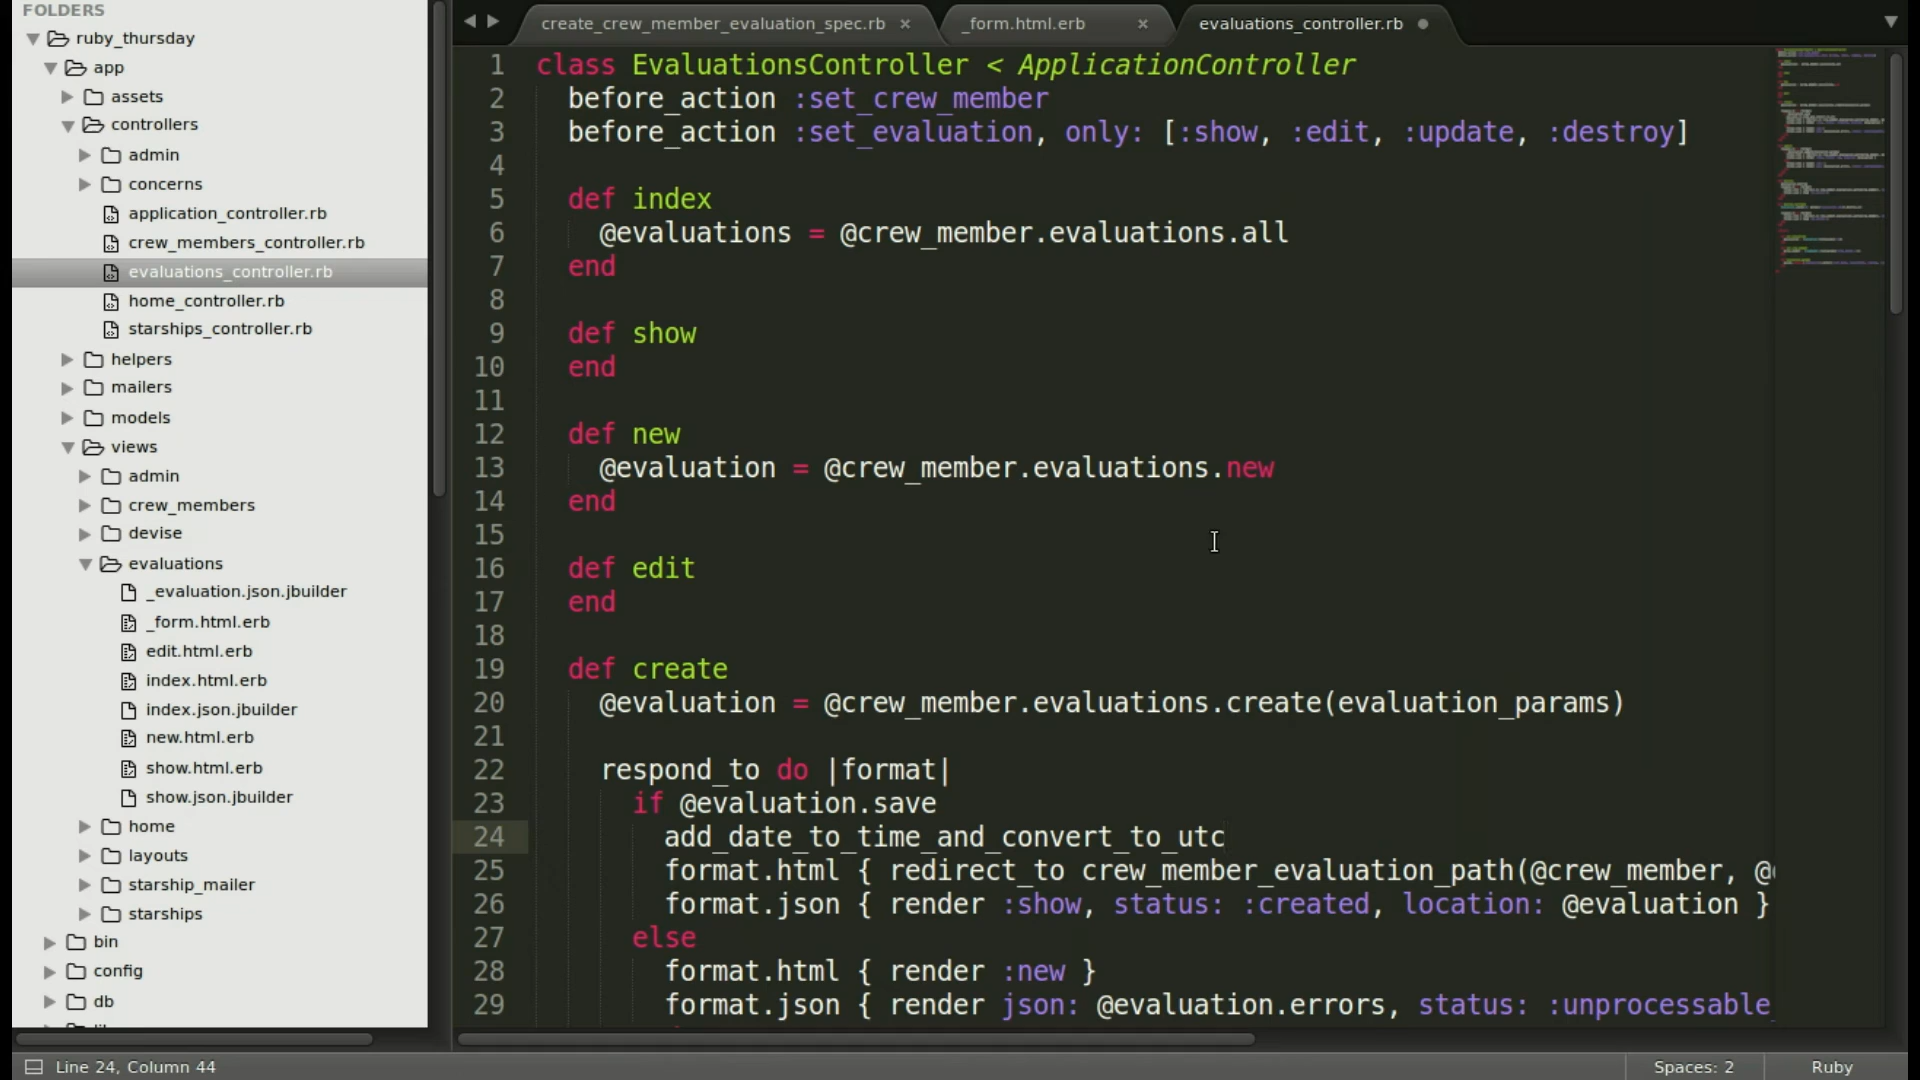 FOLDERS
ruby_thursday
app
assets
controllers
admin
concerns
application_controller.rb
crew_members_controller.rb
evaluations_controller.rb
home_controller.rb
starships_controller.rb
helpers
mailers
models
views
admin
crew_members
devise
evaluations
_evaluation.json.jbuilder
_form.html.erb
edit.html.erb
index.html.erb
index.json.jbuilder
new.html.erb
show.html.erb
show.json.jbuilder
home
layouts
starship_mailer
starships
bin
config
db
create_crew_member_evaluation_spec.rb × _form.html.erb × evaluations_controller.rb
1 class EvaluationsController < ApplicationController
2 before_action :set_crew_member
3 before_action :set_evaluation, only: [:show, :edit, :update, :destroy]
4
5 def index
6 @evaluations = @crew_member.evaluations.all
7 end
8
9 def show
10 end
11
12 def new
13 @evaluation = @crew_member.evaluations.new
14 end
15
16 def edit
17 end
18
19 def create
20 @evaluation = @crew_member.evaluations.create(evaluation_params)
21
22 respond_to do |format|
23 if @evaluation.save
24 add_date_to_time_and_convert_to_utc
25 format.html { redirect_to crew_member_evaluation_path(@crew_member, @
26 format.json { render :show, status: :created, location: @evaluation }
27 else
28 format.html { render :new }
29 format.json { render json: @evaluation.errors, status: :unprocessable_
Line 24, Column 44 Spaces: 2 Ruby